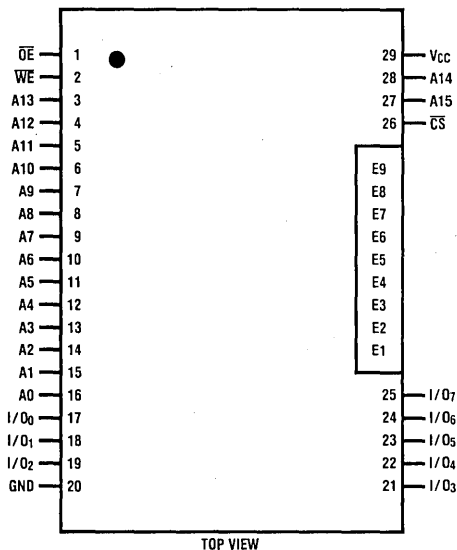 OE 1 29 VCC
WE 2 28 A14
A13 3 27 A15
A12 4 26 CS
A11 5
A10 6 E9
A9 7 E8
A8 8 E7
A7 9 E6
A6 10 E5
A5 11 E4
A4 12 E3
A3 13 E2
A2 14 E1
A1 15
A0 16 25 I/O7
I/O0 17 24 I/O6
I/O1 18 23 I/O5
I/O2 19 22 I/O4
GND 20 21 I/O3
TOP VIEW